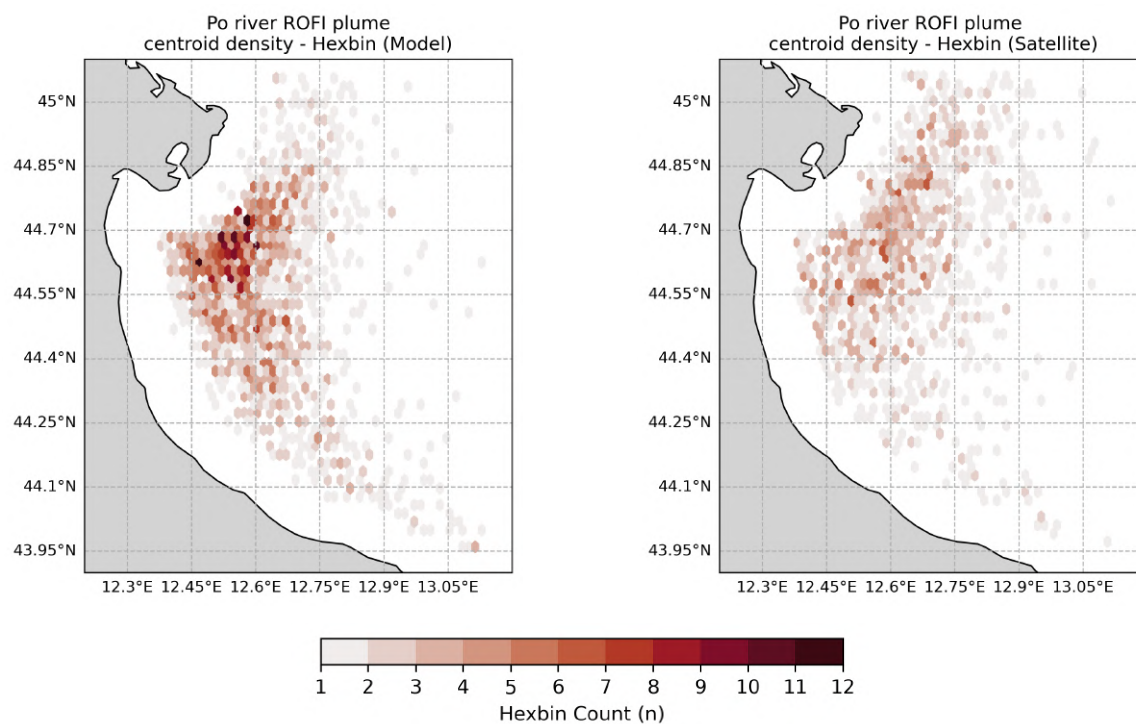 Po river ROFI plume
centroid density - Hexbin (Model)
45°N
44.85°N
44.7°N
44.55°N
44.4°N
44.25°N
44.1°N
43.95°N
12.3°E 12.45°E 12.6°E 12.75°E 12.9°E 13.05°E
Po river ROFI plume
centroid density - Hexbin (Satellite)
45°N
44.85°N
44.7°N
44.55°N
44.4°N
44.25°N
44.1°N
43.95°N
12.3°E 12.45°E 12.6°E 12.75°E 12.9°E 13.05°E
1 2 3 4 5 6 7 8 9 10 11 12
Hexbin Count (n)